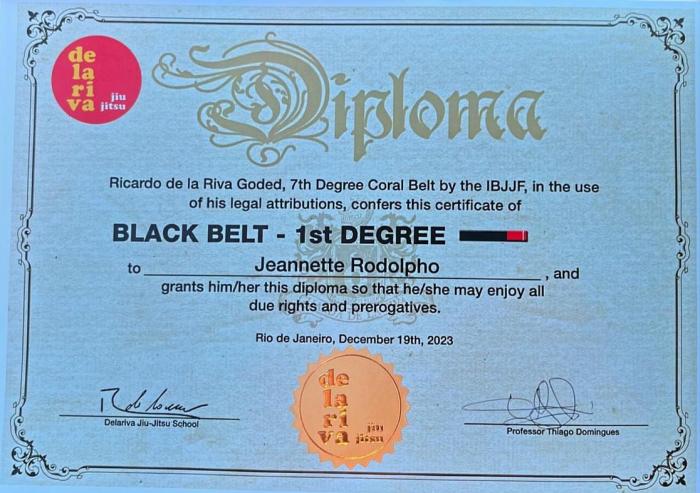 de
la
ri
va jiu
jitsu
Diploma
Ricardo de la Riva Goded, 7th Degree Coral Belt by the IBJJF, in the use
of his legal attributions, confers this certificate of
BLACK BELT - 1st DEGREE
to Jeannette Rodolpho, and
grants him/her this diploma so that he/she may enjoy all
due rights and prerogatives.
Rio de Janeiro, December 19th, 2023
de
la
ri
va jiu
jitsu
Delariva Jiu-Jitsu School
Professor Thiago Domingues